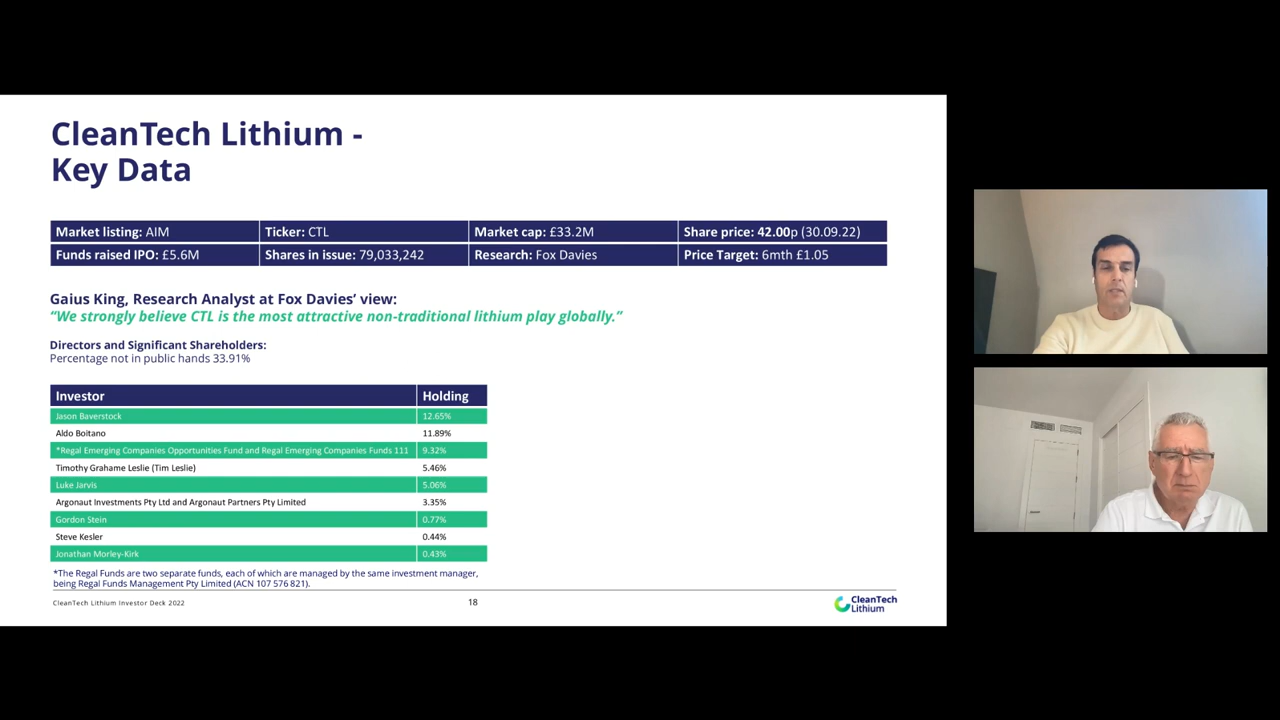 CleanTech Lithium -
Key Data
Market listing: AIM
Ticker: CTL
Market cap: £33.2M
Share price: 42.00p (30.09.22)
Funds raised IPO: £5.6M
Shares in issue: 79,033,242
Research: Fox Davies
Price Target: 6mth £1.05
Gaius King, Research Analyst at Fox Davies’ view:
“We strongly believe CTL is the most attractive non-traditional lithium play globally.”
Directors and Significant Shareholders:
Percentage not in public hands 33.91%
Investor Holding
Jason Baverstock 12.65%
Aldo Boitano 11.89%
*Regal Emerging Companies Opportunities Fund and Regal Emerging Companies Funds 111 9.32%
Timothy Grahame Leslie (Tim Leslie) 5.46%
Luke Jarvis 5.06%
Argonaut Investments Pty Ltd and Argonaut Partners Pty Limited 3.35%
Gordon Stein 0.77%
Steve Kesler 0.44%
Jonathan Morley-Kirk 0.43%
*The Regal Funds are two separate funds, each of which are managed by the same investment manager,
being Regal Funds Management Pty Limited (ACN 107 576 821).
CleanTech Lithium Investor Deck 2022
18
CleanTech
Lithium